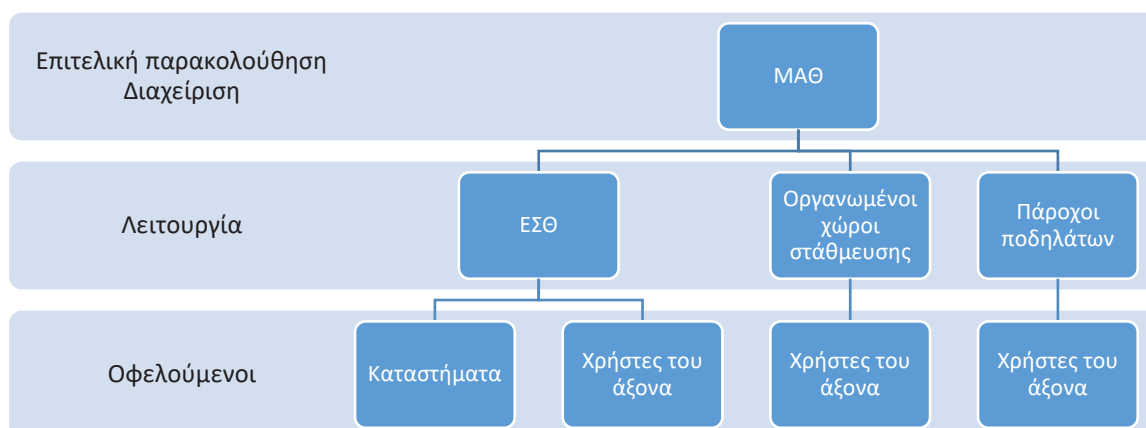 Επιτελική παρακολούθηση
Διαχείριση
ΜΑΘ
Λειτουργία
ΕΣΘ
Οργανωμένοι
χώροι
στάθμευσης
Πάροχοι
ποδηλάτων
Οφελούμενοι
Καταστήματα
Χρήστες του
άξονα
Χρήστες του
άξονα
Χρήστες του
άξονα